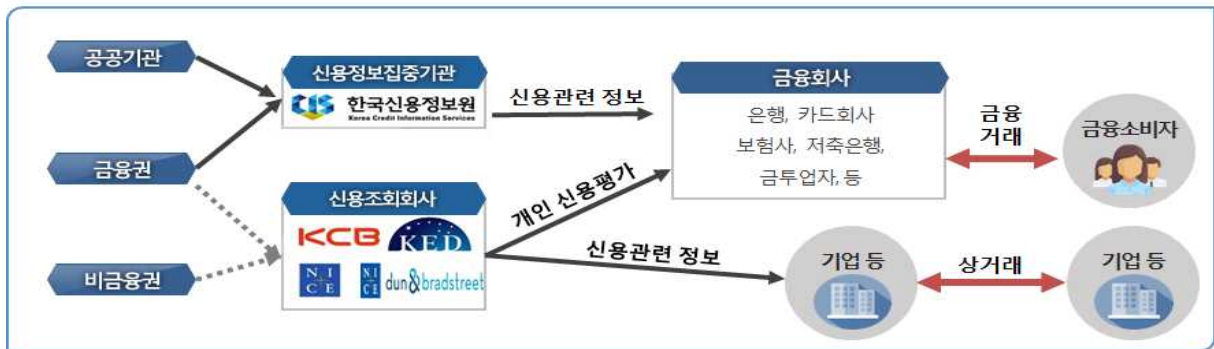 공공기관
금융권
비금융권
신용정보집중기관
CIS 한국신용정보원
Korea Credit Information Services
신용조회회사
KCB KED
NICE NICE dun&bradstreet
신용관련 정보
개인 신용평가
신용관련 정보
금융회사
은행, 카드회사
보험사, 저축은행,
금투업자, 등
금융
거래
금융소비자
기업 등
상거래
기업 등